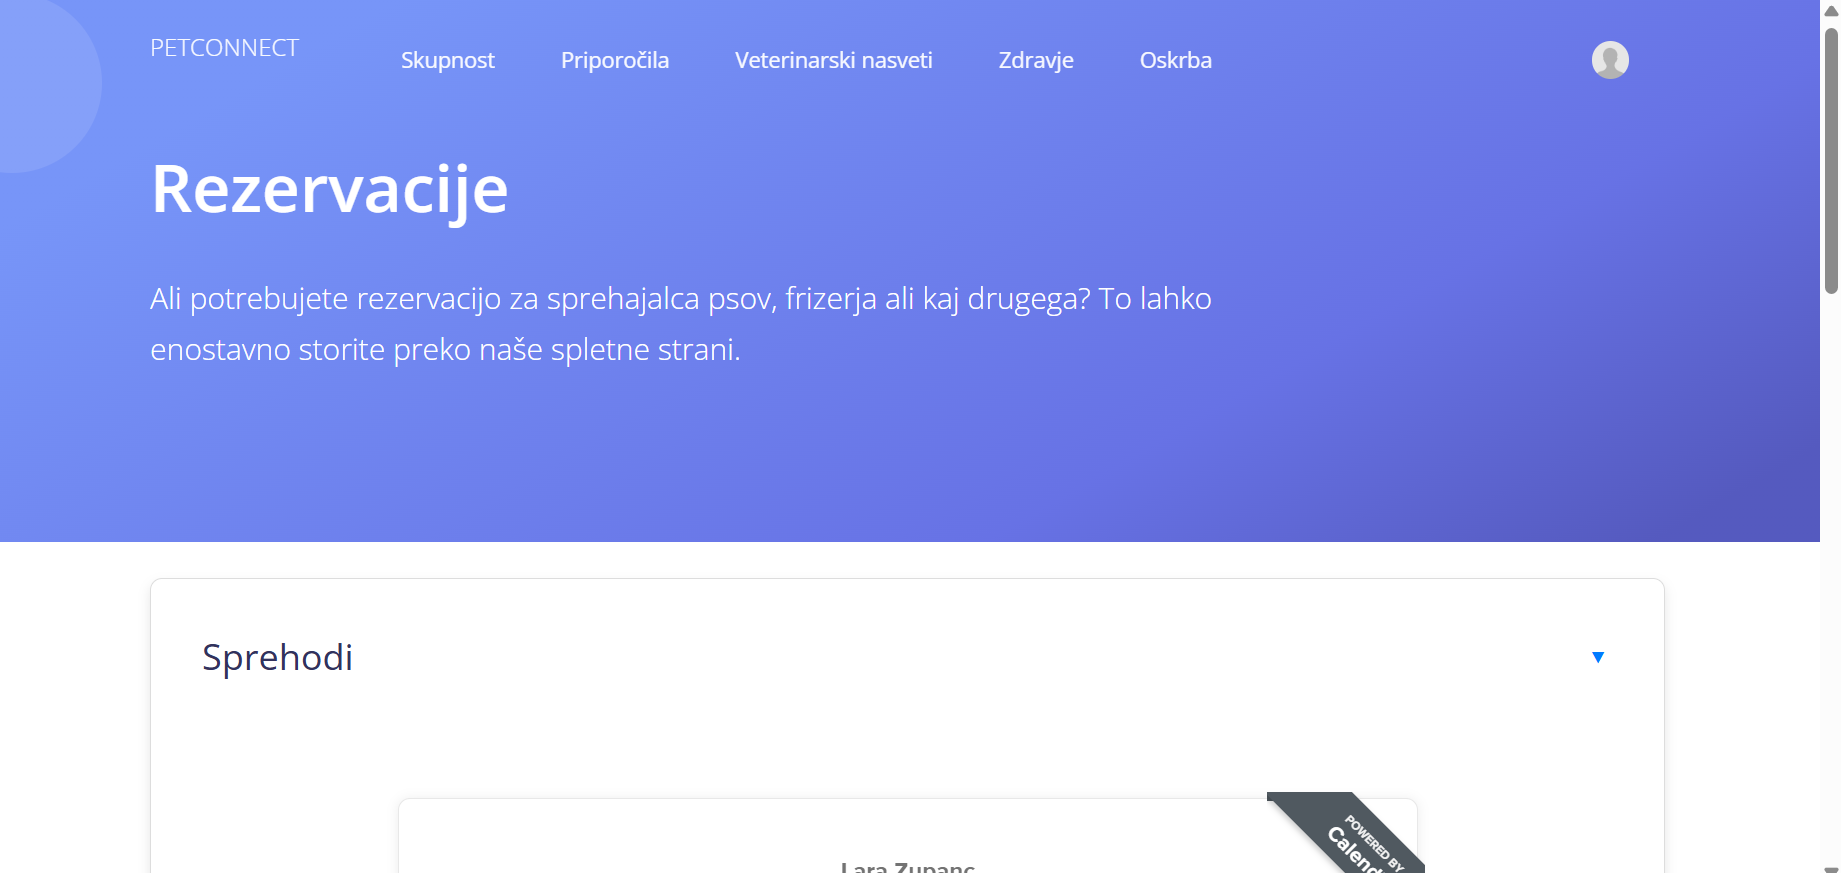 PETCONNECT
Skupnost
Priporočila
Veterinarski nasveti
Zdravje
Oskrba
Rezervacije
Ali potrebujete rezervacijo za sprehajalca psov, frizerja ali kaj drugega? To lahko
enostavno storite preko naše spletne strani.
Sprehodi
POWERED BY
Calend
Lara Zupanc